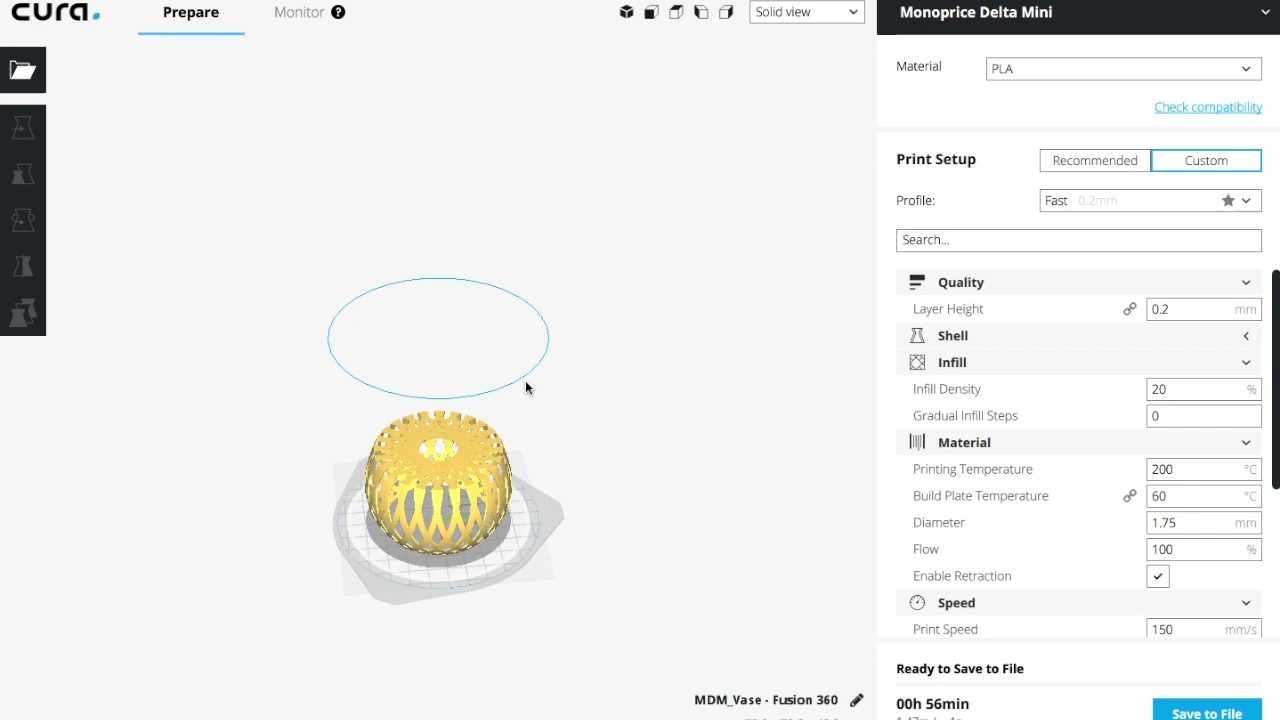 cura.
Prepare
Monitor ?
Solid view
Monoprice Delta Mini
Material PLA
Check compatibility
Print Setup Recommended Custom
Profile: Fast - 0.2mm
Search...
Quality
Layer Height 0.2 mm
Shell
Infill
Infill Density 20 %
Gradual Infill Steps 0
Material
Printing Temperature 200 °C
Build Plate Temperature 60 °C
Diameter 1.75 mm
Flow 100 %
Enable Retraction
Speed
Print Speed 150 mm/s
Ready to Save to File
MDM_Vase - Fusion 360
00h 56min
Save to File